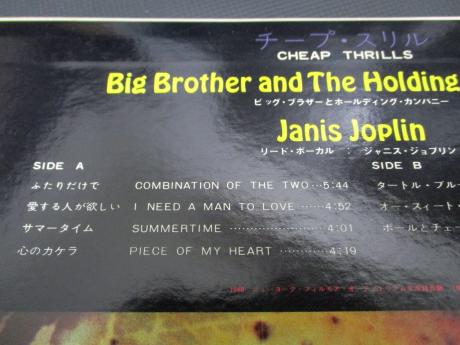 チープ・スリル
CHEAP THRILLS
Big Brother and The Holding
ビッグ・ブラザーとホールディング・カンパニー
Janis Joplin
リード・ボーカル : ジャニス・ジョプリン
SIDE A
ふたりだけで COMBINATION OF THE TWO…5:44
愛する人が欲しい I NEED A MAN TO LOVE……4:52
サマータイム SUMMERTIME………………4:01
心のカケラ PIECE OF MY HEART…………4:19
SIDE B
タートル・ブルー
オー・スィート・
ボールとチェー